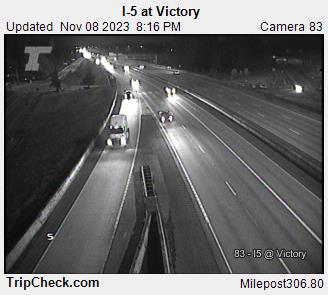 I-5 at Victory
Updated Nov 08 2023 8:16 PM Camera 83
S
83 - I5 @ Victory
TripCheck.com Milepost306.80